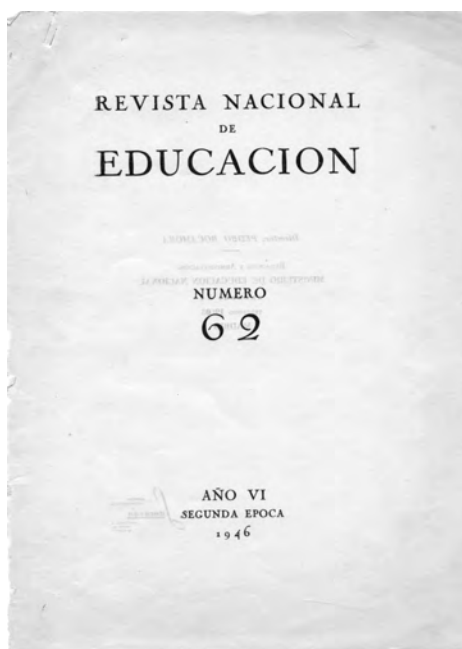 REVISTA NACIONAL
DE
EDUCACION
NUMERO
62
AÑO VI
SEGUNDA EPOCA
1946